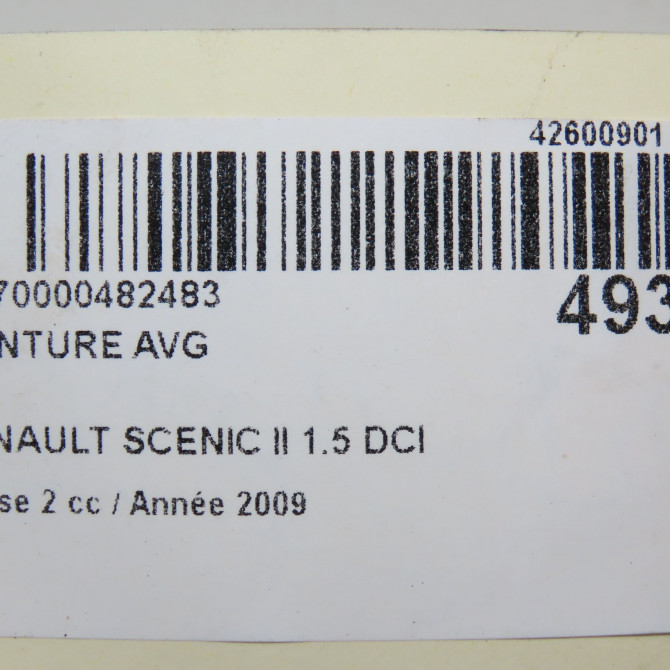 42600901
70000482483
493
NTURE AVG
NAULT SCENIC II 1.5 DCI
se 2 cc / Année 2009